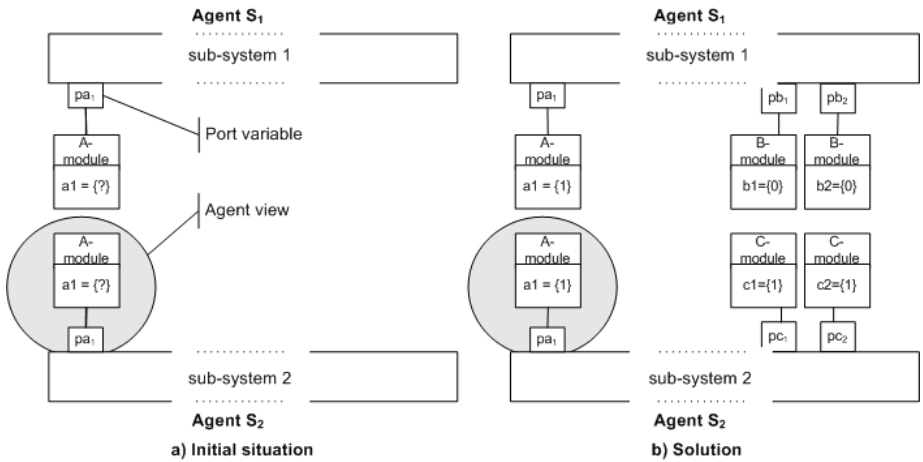 Agent S₁
sub-system 1
pa₁
Port variable
A-
module
a1 = {?}
Agent view
A-
module
a1 = {?}
pa₁
sub-system 2
Agent S₂
a) Initial situation
Agent S₁
sub-system 1
pa₁
pb₁
pb₂
A-
module
a1 = {1}
B-
module
b1={0}
B-
module
b2={0}
A-
module
a1 = {1}
C-
module
c1={1}
C-
module
c2={1}
pa₁
pc₁
pc₂
sub-system 2
Agent S₂
b) Solution